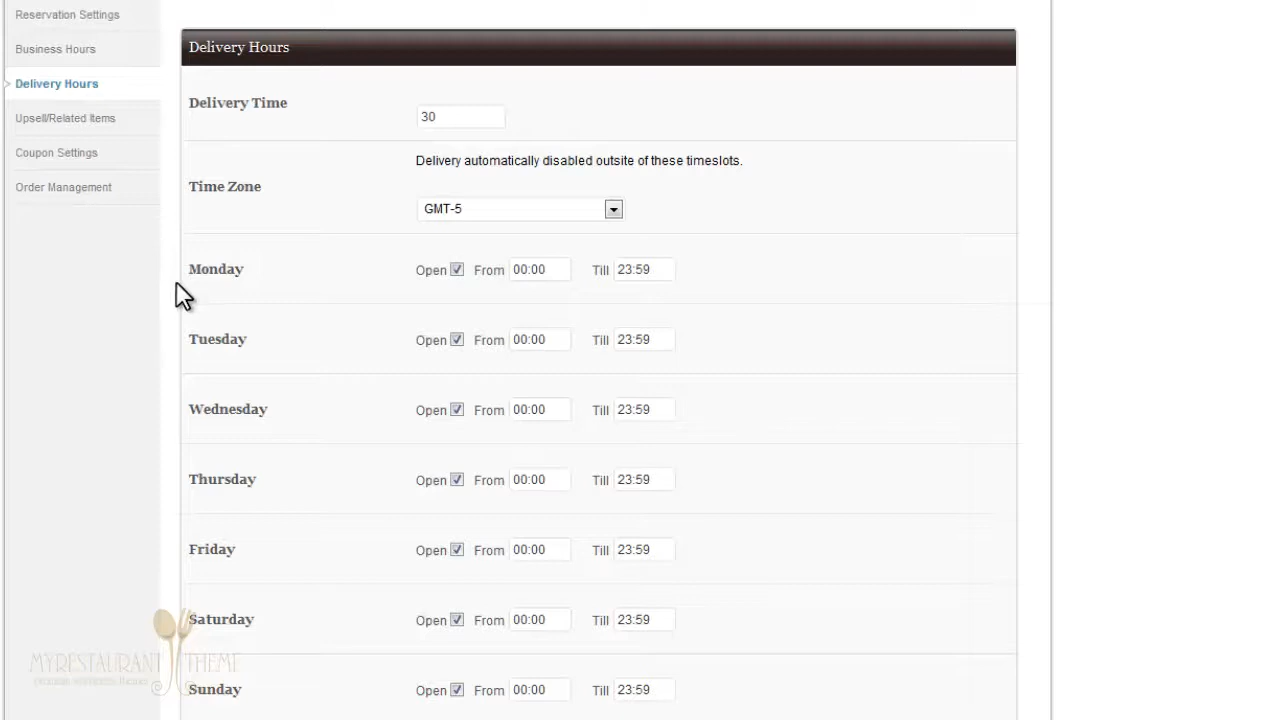 Reservation Settings
Business Hours
Delivery Hours
Upsell/Related Items
Coupon Settings
Order Management
Delivery Hours
Delivery Time
30
Time Zone
Delivery automatically disabled outsite of these timeslots.
GMT-5
Monday Open From 00:00 Till 23:59
Tuesday Open From 00:00 Till 23:59
Wednesday Open From 00:00 Till 23:59
Thursday Open From 00:00 Till 23:59
Friday Open From 00:00 Till 23:59
Saturday Open From 00:00 Till 23:59
Sunday Open From 00:00 Till 23:59
MYRESTAURANT THEME